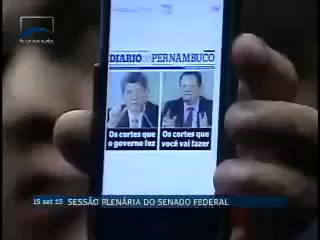 tvsenado
DIARIO de PERNAMBUCO
Os cortes que
o governo fez
Os cortes que
você vai fazer
15 set 15 SESSÃO PLENÁRIA DO SENADO FEDERAL